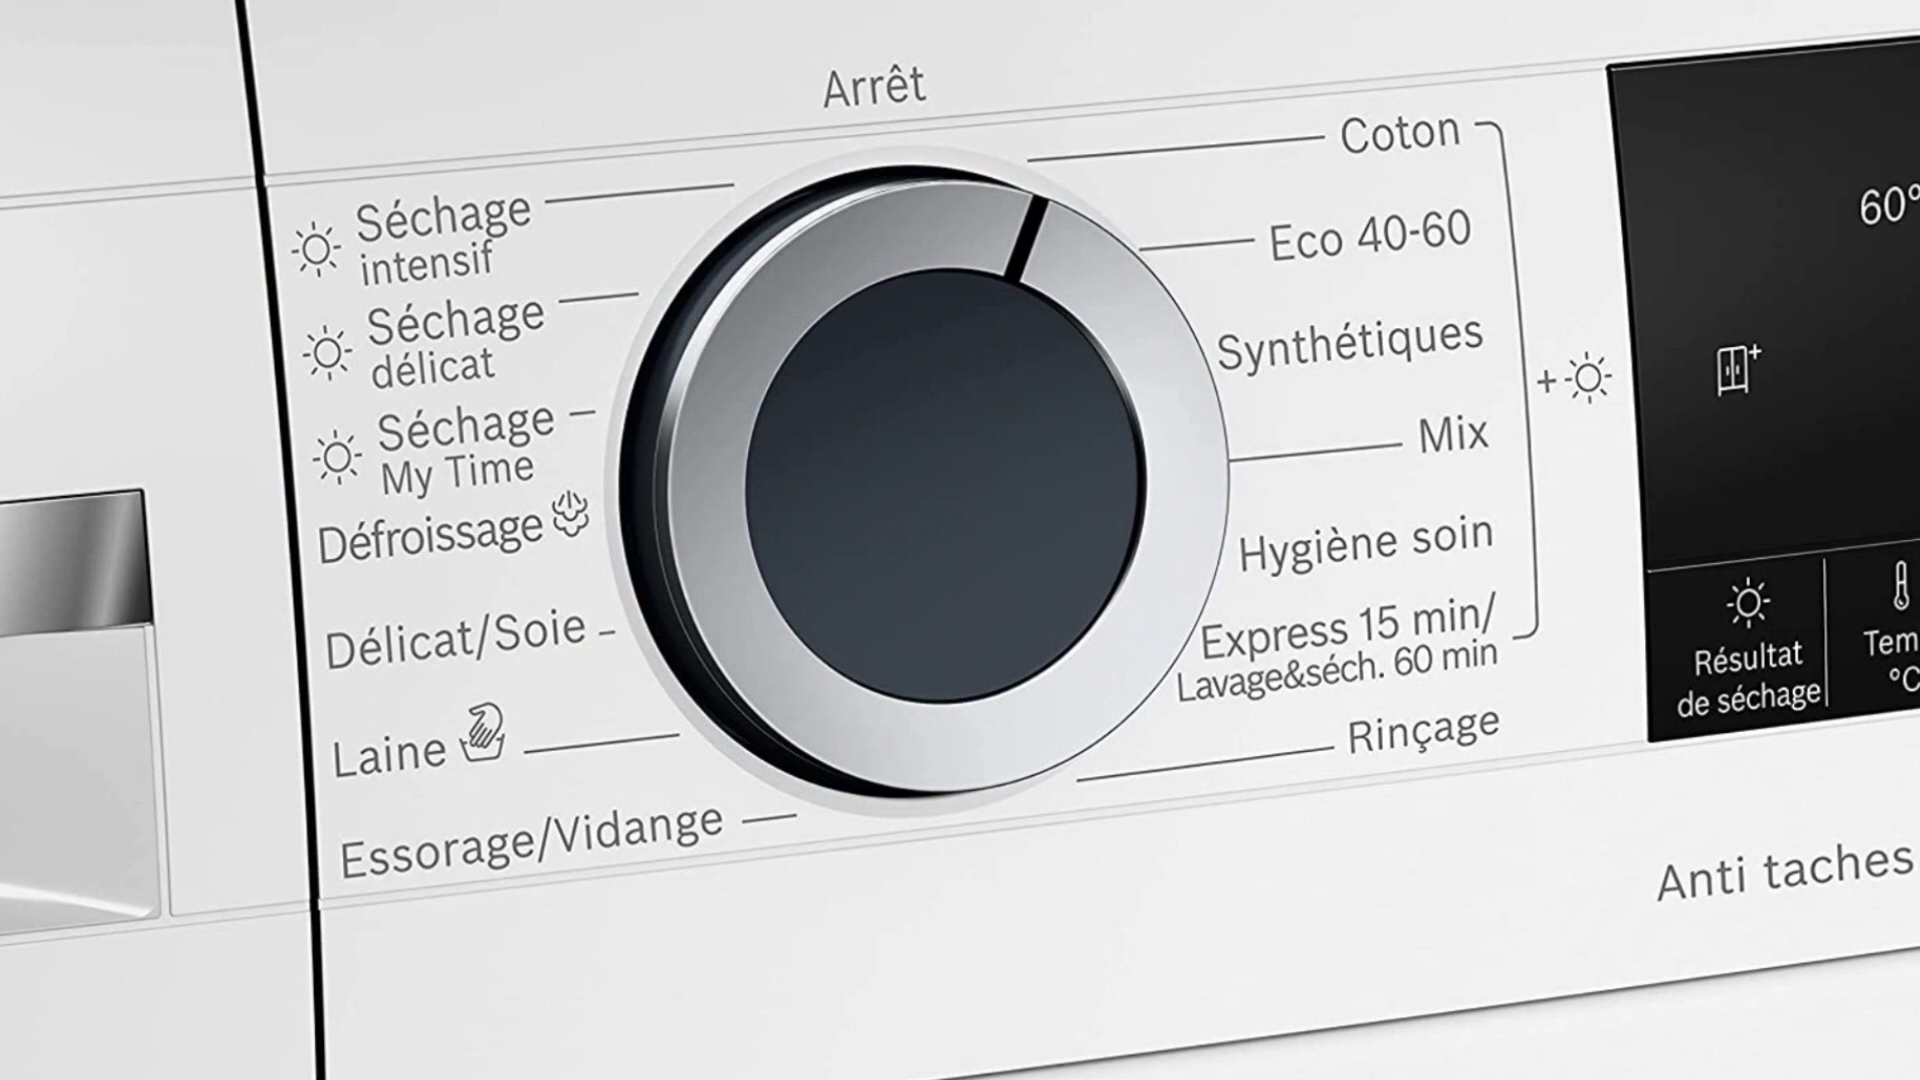 Arrêt
Séchage
intensif
Séchage
délicat
Séchage
My Time
Défroissage
Délicat/Soie
Laine
Essorage/Vidange
Coton
Eco 40-60
Synthétiques
Mix
Hygiène soin
Express 15 min/
Lavage&séch. 60 min
Rinçage
+
60°
+
Résultat
de séchage
Tem
°C
Anti taches